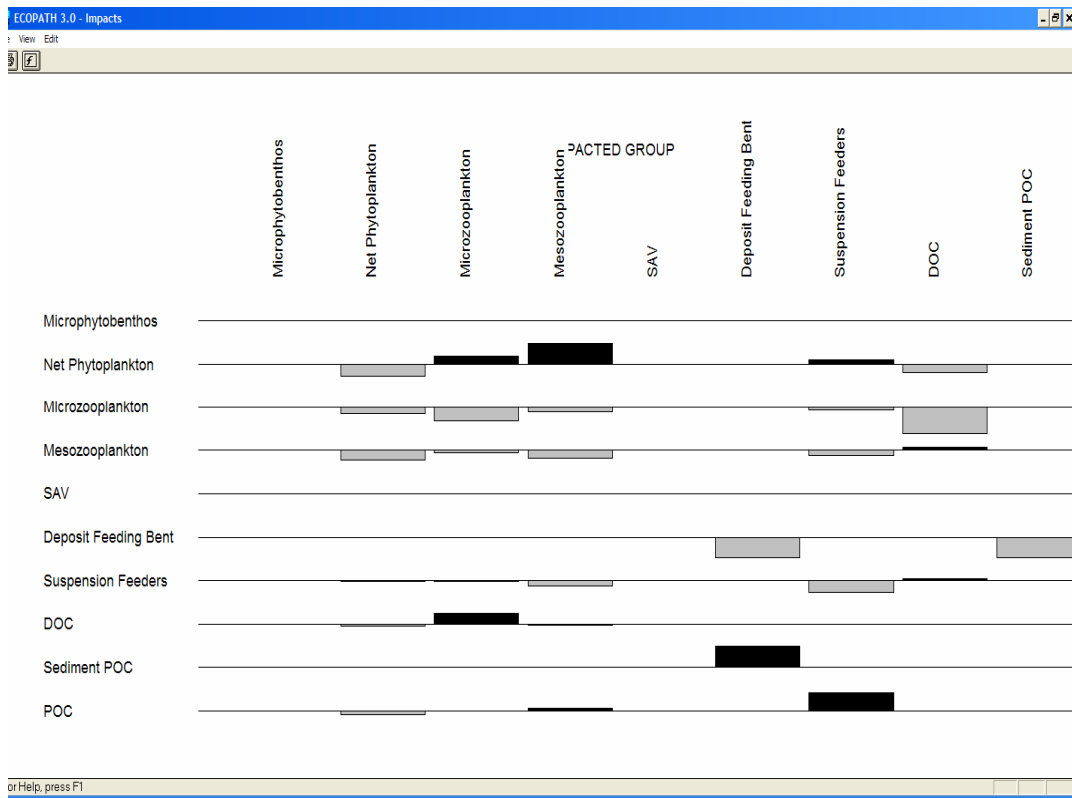 ECOPATH 3.0 - Impacts
View Edit
PACTED GROUP
Microphytobenthos
Net Phytoplankton
Microzooplankton
Mesozooplankton
SAV
Deposit Feeding Bent
Suspension Feeders
DOC
Sediment POC
Microphytobenthos
Net Phytoplankton
Microzooplankton
Mesozooplankton
SAV
Deposit Feeding Bent
Suspension Feeders
DOC
Sediment POC
POC
or Help, press F1